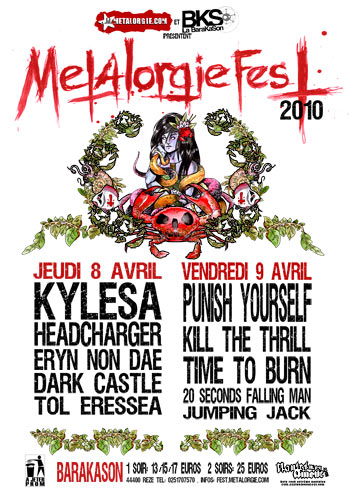 METALORGIE.COM ET BKS
La BaraKaSon
PRESENTENT
MetAlorgieFest
2010
JEUDI 8 AVRIL
KYLESA
HEADCHARGER
ERYN NON DAE
DARK CASTLE
TOL ERESSEA
VENDREDI 9 AVRIL
PUNISH YOURSELF
KILL THE THRILL
TIME TO BURN
20 SECONDS FALLING MAN
JUMPING JACK
BARAKASON 1 SOIR: 13/15/17 EUROS 2 SOIRS: 25 EUROS
44400 REZE TEL: 0251707570 . INFOS: FEST.METALORGIE.COM